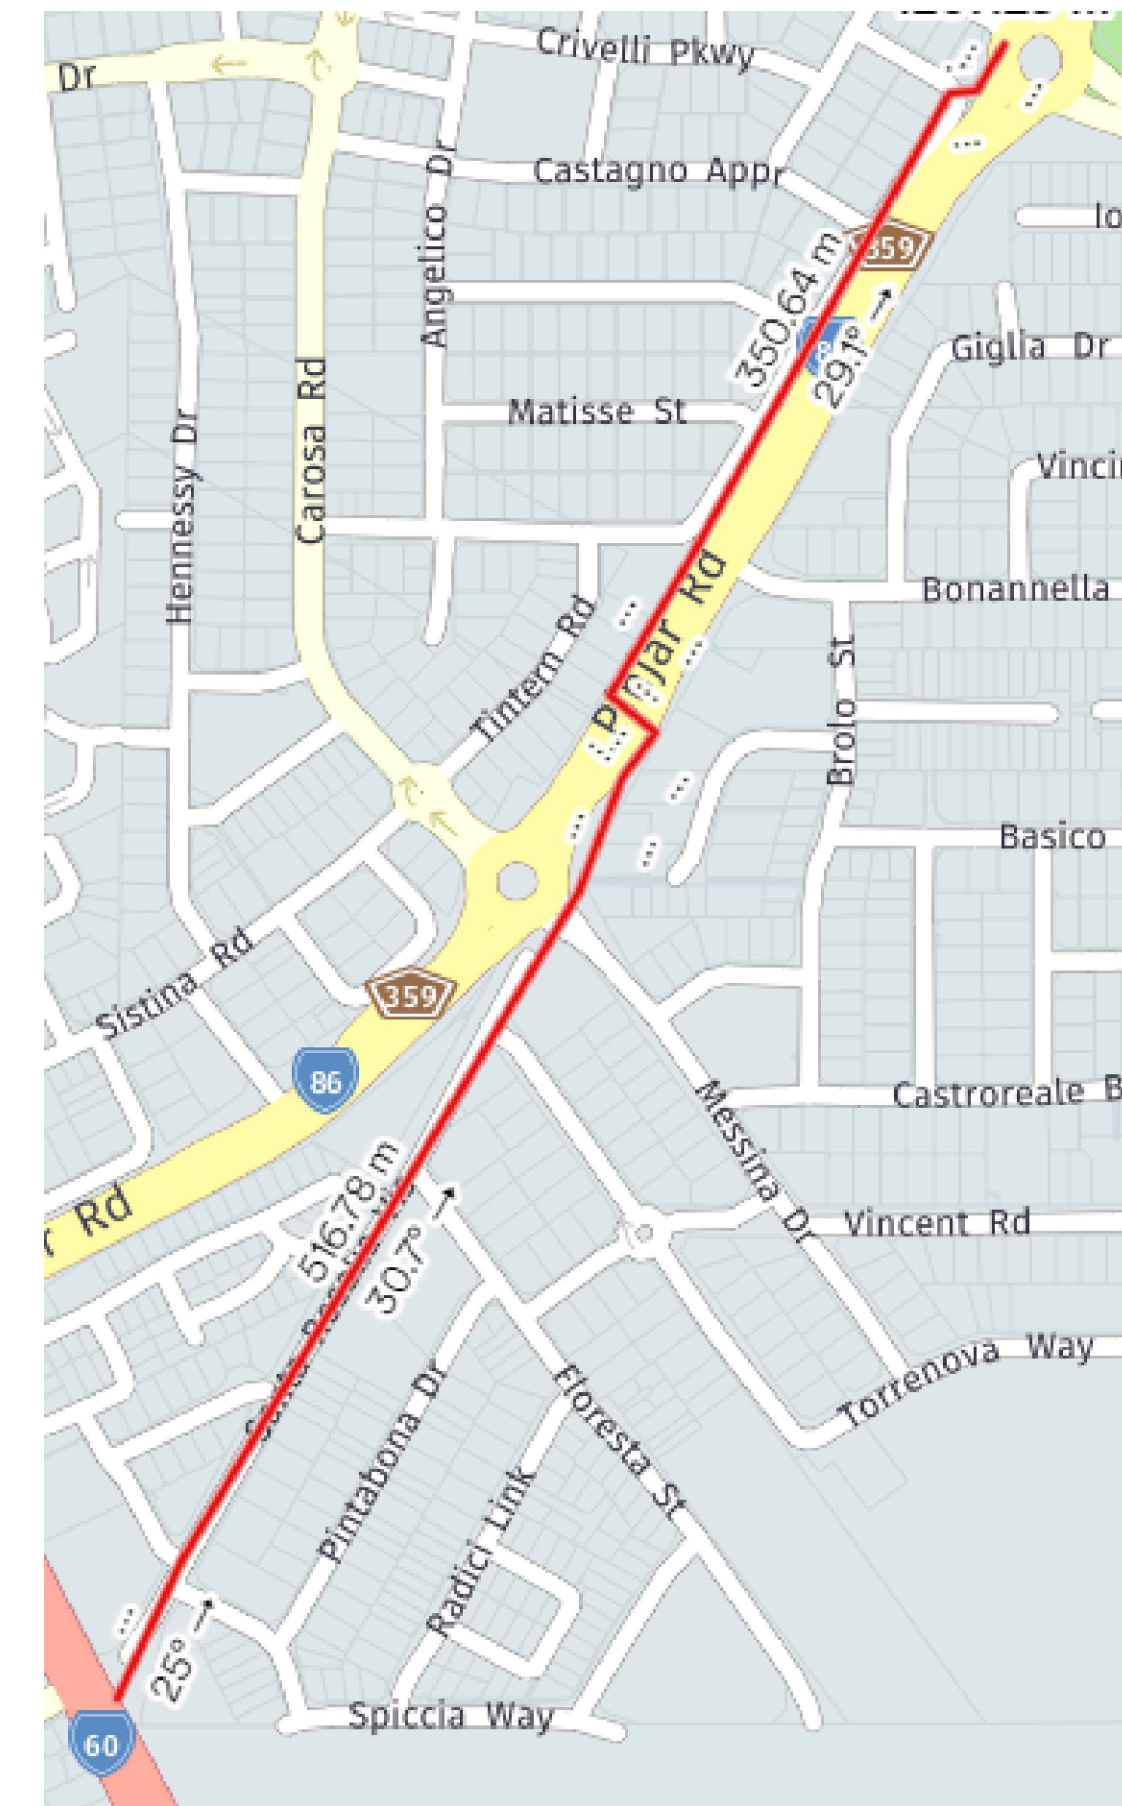 Crivelli Pkwy
Dr
Castagno Appr
Angelico Dr
359
350.64 m
29.1°
Giglia Dr
Carosa Rd
Matisse St
Hennessy Dr
Rd
Bonannella
Tintern Rd
Brolo St
Basico
Sistina Rd
359
86
Messina Dr
Castroreale B
516.78 m
30.7°
r Rd
Vincent Rd
Torrenova Way
Pintabona Dr
Floresta St
Radici Link
25°
Spiccia Way
60